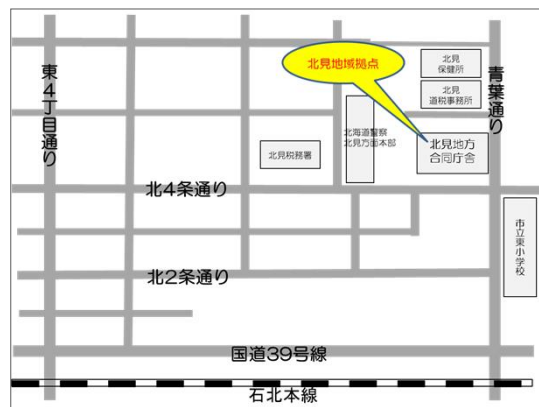 北見
保健所
北見地域拠点
北見
道税事務所
東4丁目通り
青葉通り
北海道警察
北見方面本部
北見地方
合同庁舎
北見税務署
北4条通り
市立東小学校
北2条通り
国道39号線
石北本線